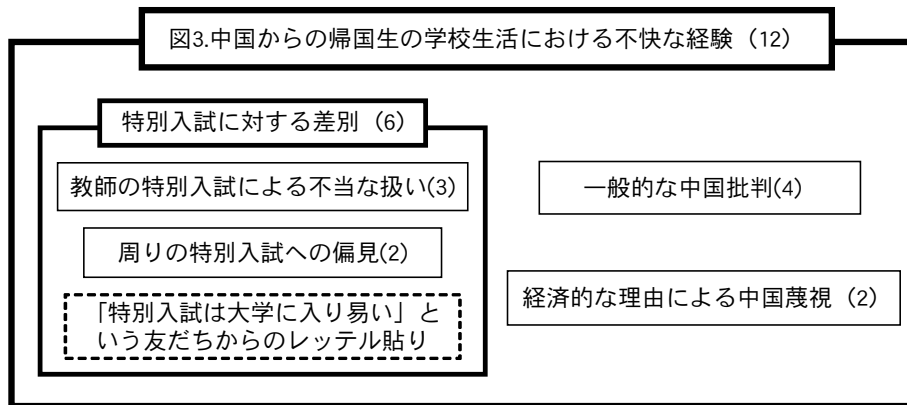 図3.中国からの帰国生の学校生活における不快な経験（12）
特別入試に対する差別（6）
教師の特別入試による不当な扱い(3)
周りの特別入試への偏見(2)
「特別入試は大学に入り易い」と
いう友だちからのレッテル貼り
一般的な中国批判(4)
経済的な理由による中国蔑視（2）